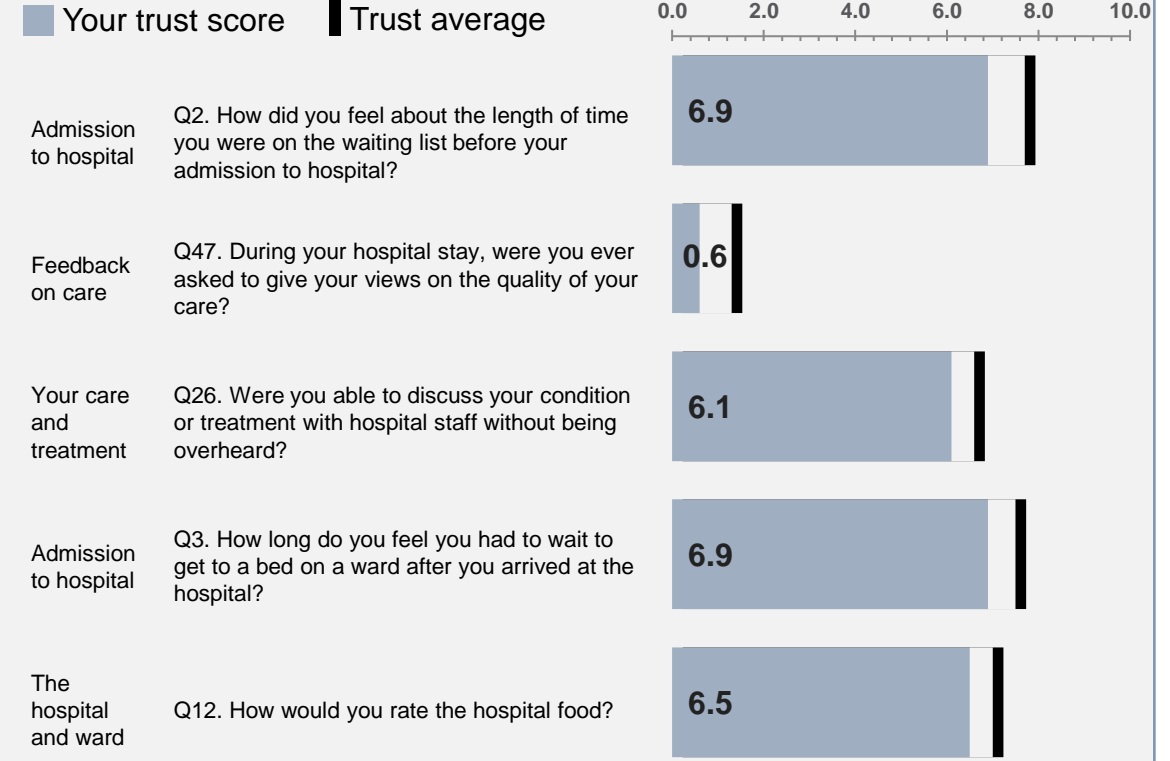 Your trust score
Trust average
0.0 2.0 4.0 6.0 8.0 10.0
Admission
to hospital
Q2. How did you feel about the length of time
you were on the waiting list before your
admission to hospital?
6.9
Feedback
on care
Q47. During your hospital stay, were you ever
asked to give your views on the quality of your
care?
0.6
Your care
and
treatment
Q26. Were you able to discuss your condition
or treatment with hospital staff without being
overheard?
6.1
Admission
to hospital
Q3. How long do you feel you had to wait to
get to a bed on a ward after you arrived at the
hospital?
6.9
The
hospital
and ward
Q12. How would you rate the hospital food?
6.5